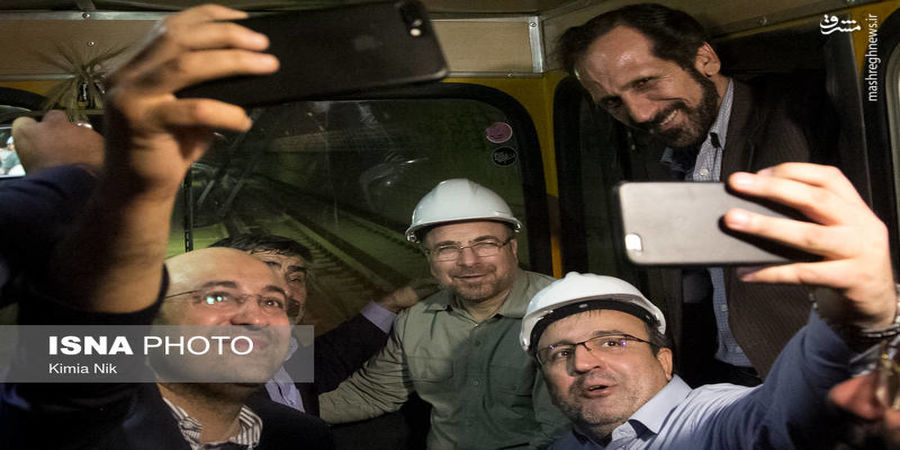 مشرق
mashreghnews.ir
ISNA PHOTO
Kimia Nik